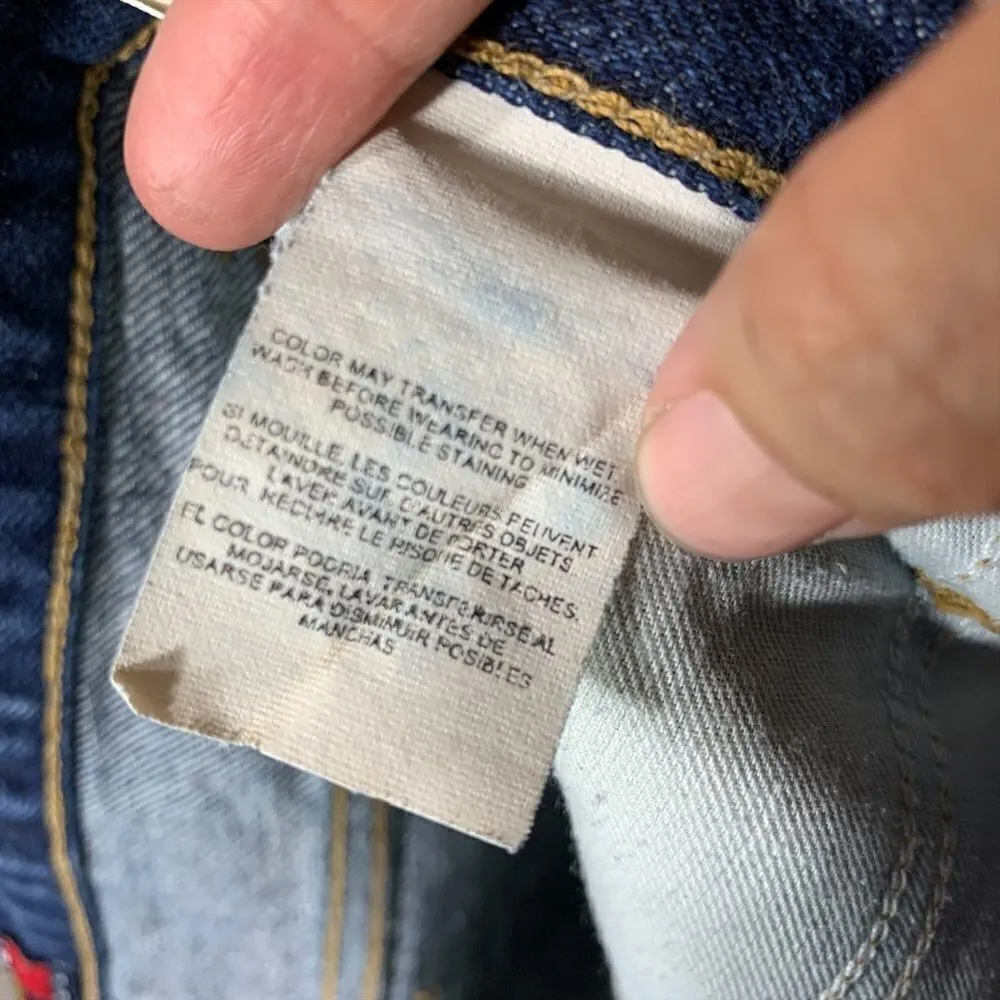 COLOR MAY TRANSFER WHEN WET
WASH BEFORE WEARING TO MINIMIZE
POSSIBLE STAINING
SI MOUILLE, LES COULEURS PEUVENT
DETAINDRE SUR D'AUTRES OBJETS
LAVER AVANT DE PORTER
POUR REDUIRE LE RISQUE DE TACHES.
EL COLOR PODRIA TRANSFERIRSE AL
MOJARSE, LAVAR ANTES DE
USARSE PARA DISMINUIR POSIBLES
MANCHAS